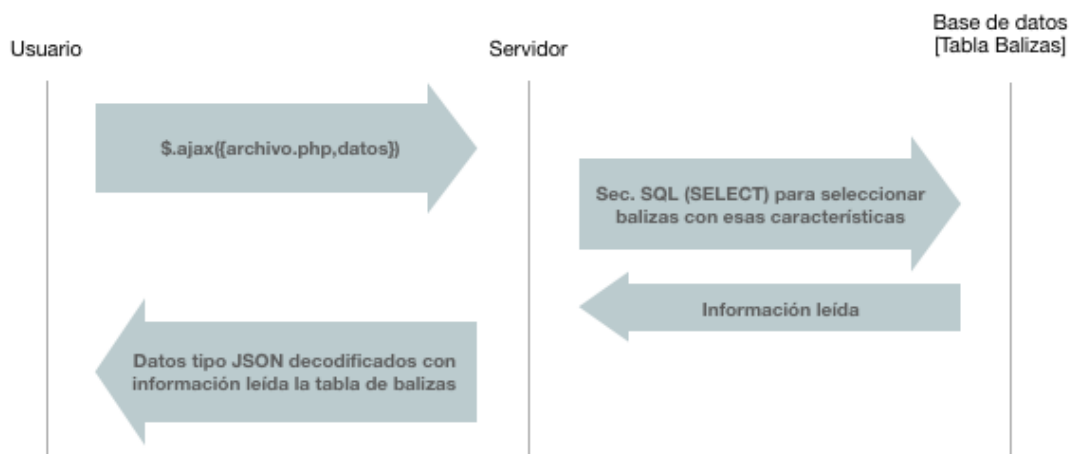 Usuario
Servidor
Base de datos
[Tabla Balizas]
$.ajax({archivo.php,datos})
Sec. SQL (SELECT) para seleccionar
balizas con esas características
Información leída
Datos tipo JSON decodificados con
información leída la tabla de balizas